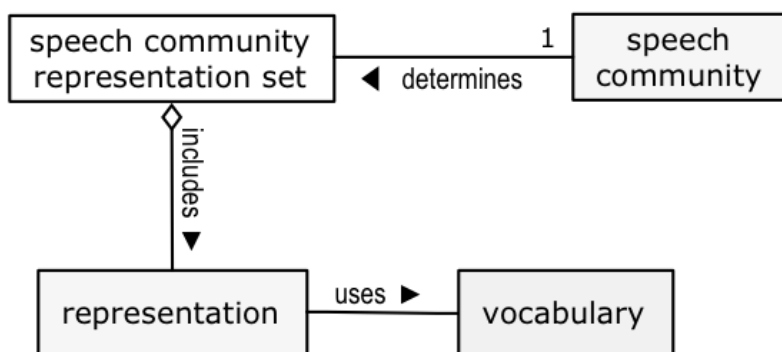 speech community
representation set
1
speech
community
◄ determines
includes ►
representation
uses ►
vocabulary